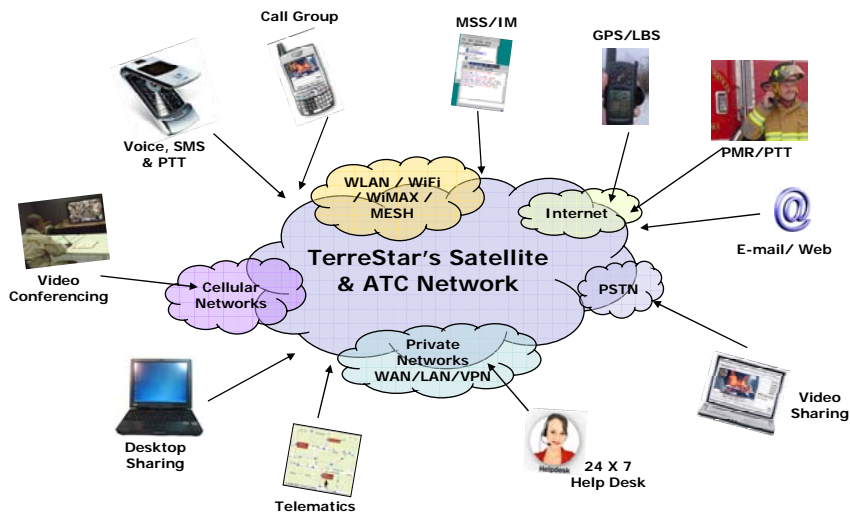 Call Group
MSS/IM
GPS/LBS
Voice, SMS
& PTT
PMR/PTT
WLAN / WiFi
/ WiMAX /
MESH
Internet
@
E-mail/ Web
TerreStar's Satellite
& ATC Network
Video
Conferencing
Cellular
Networks
PSTN
Private
Networks
WAN/LAN/VPN
Desktop
Sharing
Telematics
Helpdesk
24 X 7
Help Desk
Video
Sharing